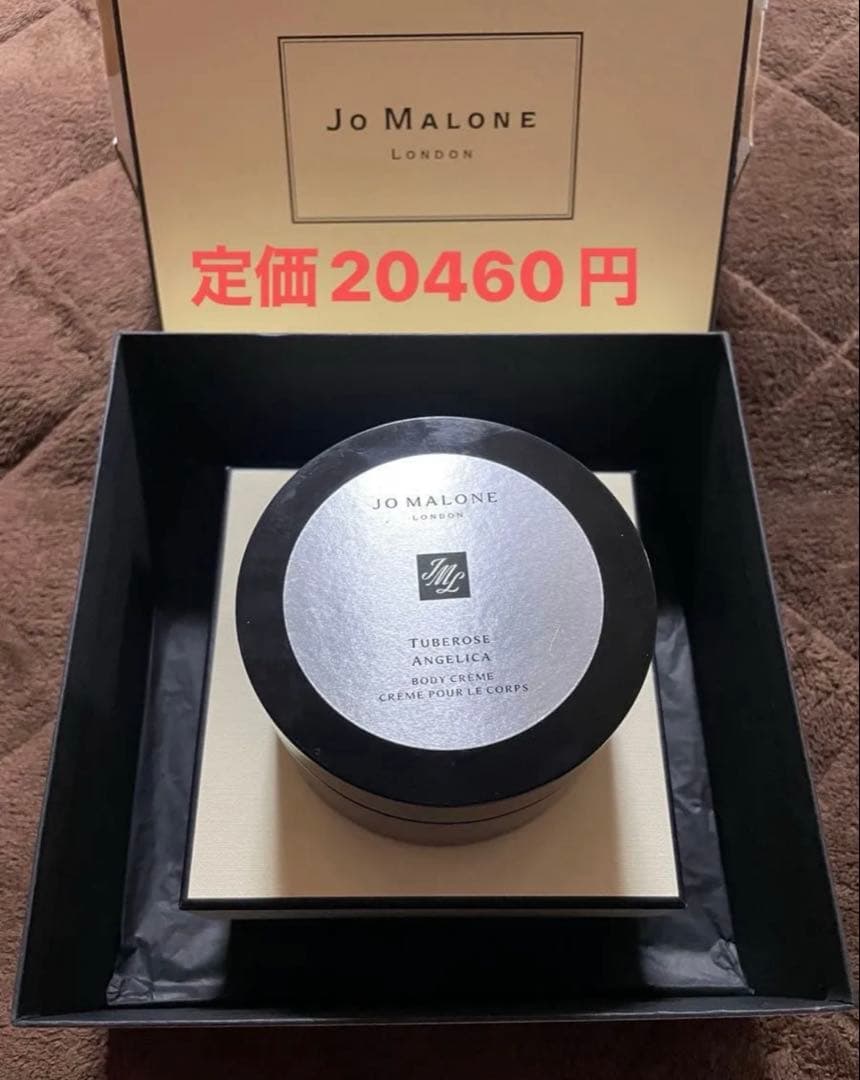 JO MALONE
LONDON
定価20460円
JO MALONE
LONDON
JML
TUBEROSE
ANGELICA
BODY CRÈME
CRÈME POUR LE CORPS